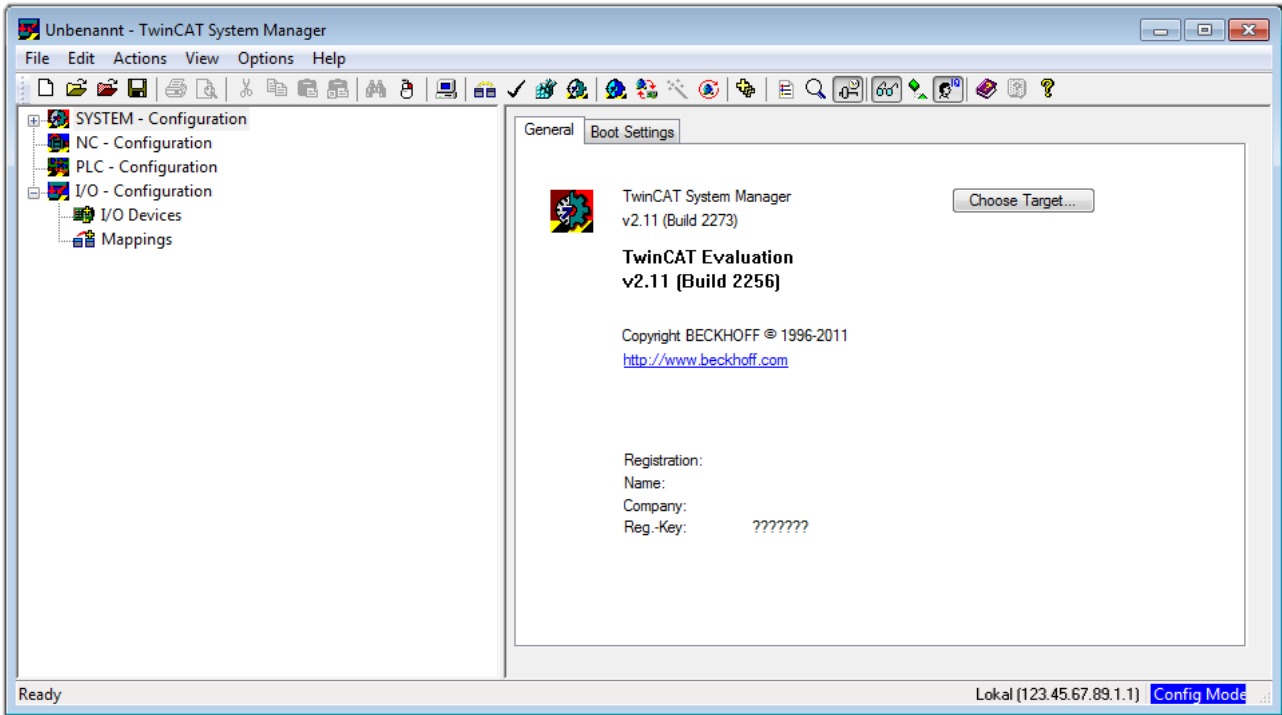 Unbenannt - TwinCAT System Manager
File Edit Actions View Options Help
SYSTEM - Configuration
NC - Configuration
PLC - Configuration
I/O - Configuration
I/O Devices
Mappings
General Boot Settings
TwinCAT System Manager
v2.11 (Build 2273)
Choose Target...
TwinCAT Evaluation
v2.11 (Build 2256)
Copyright BECKHOFF © 1996-2011
http://www.beckhoff.com
Registration:
Name:
Company:
Reg.-Key: ???????
Ready Lokal (123.45.67.89.1.1) Config Mode